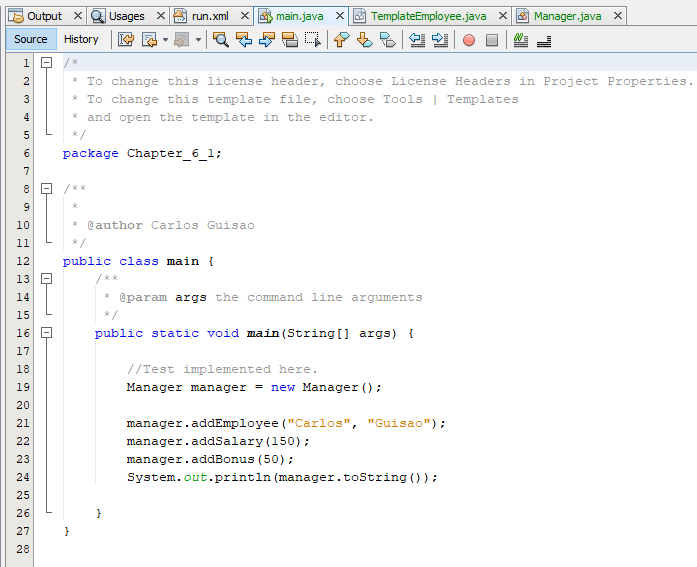 Output Usages run.xml main.java TemplateEmployee.java Manager.java
Source History
1 /*
2 * To change this license header, choose License Headers in Project Properties.
3 * To change this template file, choose Tools | Templates
4 * and open the template in the editor.
5 */
6 package Chapter_6_1;
7
8 /**
9 *
10 * @author Carlos Guisao
11 */
12 public class main {
13 /**
14 * @param args the command line arguments
15 */
16 public static void main(String[] args) {
17
18 //Test implemented here.
19 Manager manager = new Manager();
20
21 manager.addEmployee("Carlos", "Guisao");
22 manager.addSalary(150);
23 manager.addBonus(50);
24 System.out.println(manager.toString());
25
26 }
27 }
28